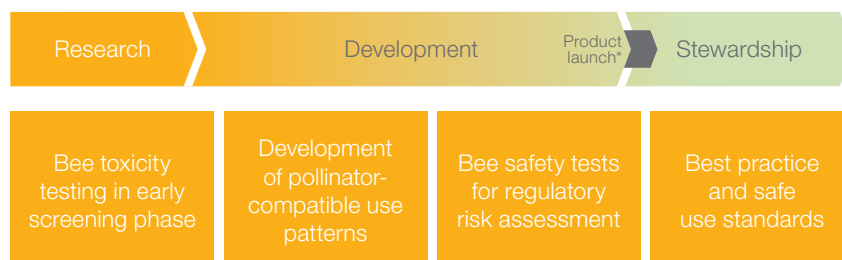 Research
Development
Product
launch*
Stewardship
Bee toxicity
testing in early
screening phase
Development
of pollinator-
compatible use
patterns
Bee safety tests
for regulatory
risk assessment
Best practice
and safe
use standards